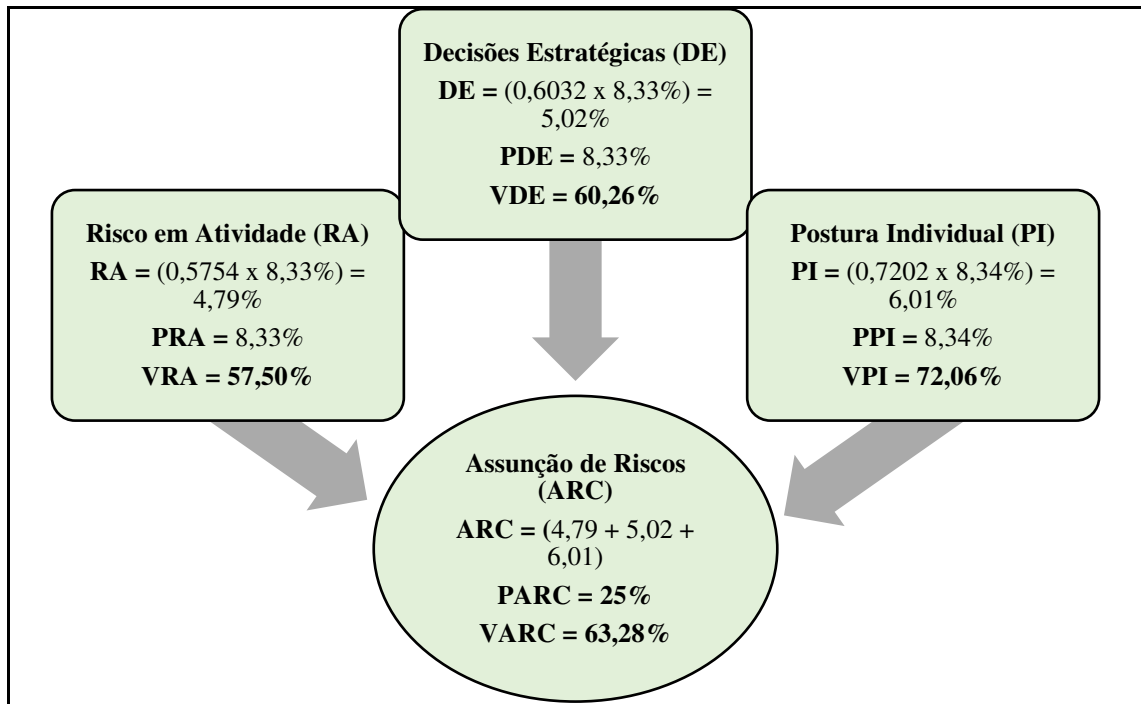 Decisões Estratégicas (DE)
DE = (0,6032 x 8,33%) =
5,02%
PDE = 8,33%
VDE = 60,26%
Risco em Atividade (RA)
RA = (0,5754 x 8,33%) =
4,79%
PRA = 8,33%
VRA = 57,50%
Postura Individual (PI)
PI = (0,7202 x 8,34%) =
6,01%
PPI = 8,34%
VPI = 72,06%
Assunção de Riscos
(ARC)
ARC = (4,79 + 5,02 +
6,01)
PARC = 25%
VARC = 63,28%